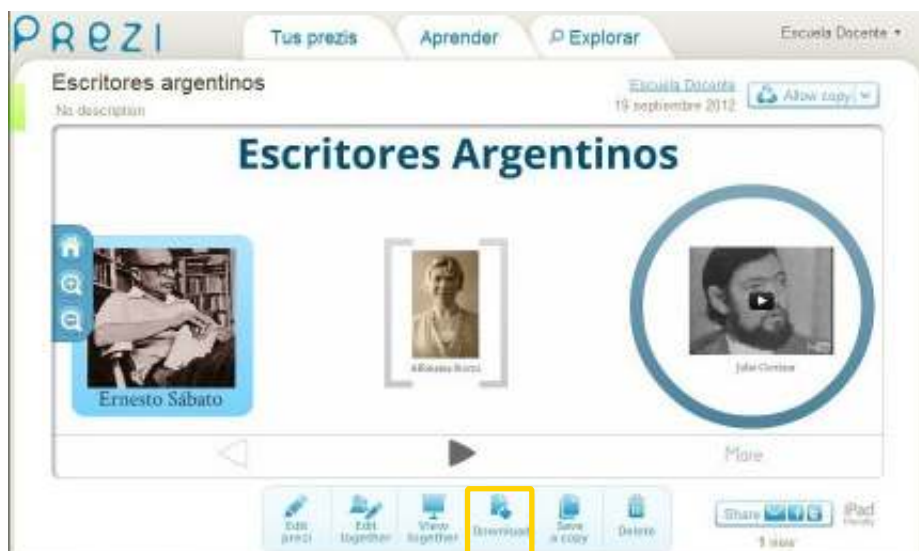 PREZI
Tus prezis Aprender Explorar Escuela Docente
Escritores argentinos
No description
Escuela Docente
19 septiembre 2012
Allow copy
Escritores Argentinos
Ernesto Sábato
More
Edit prezi
Edit together
View together
Download
Save a copy
Delete
Share
iPad